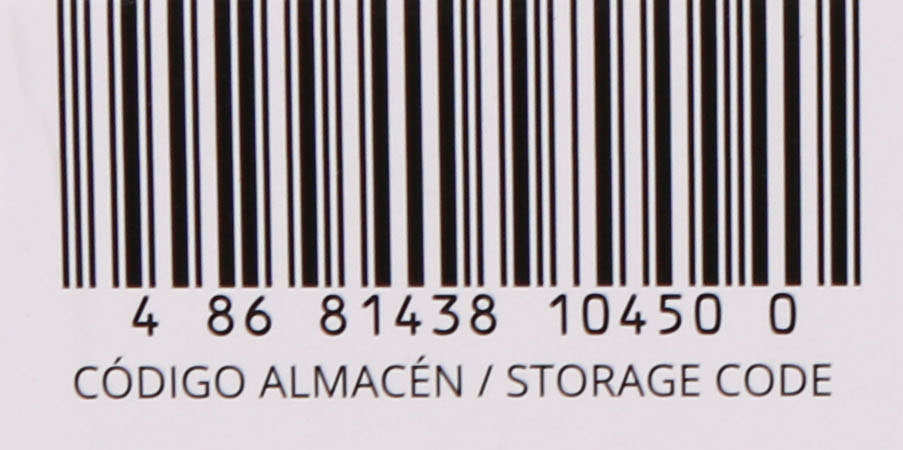 4 86 81438 10450 0
CÓDIGO ALMACÉN / STORAGE CODE